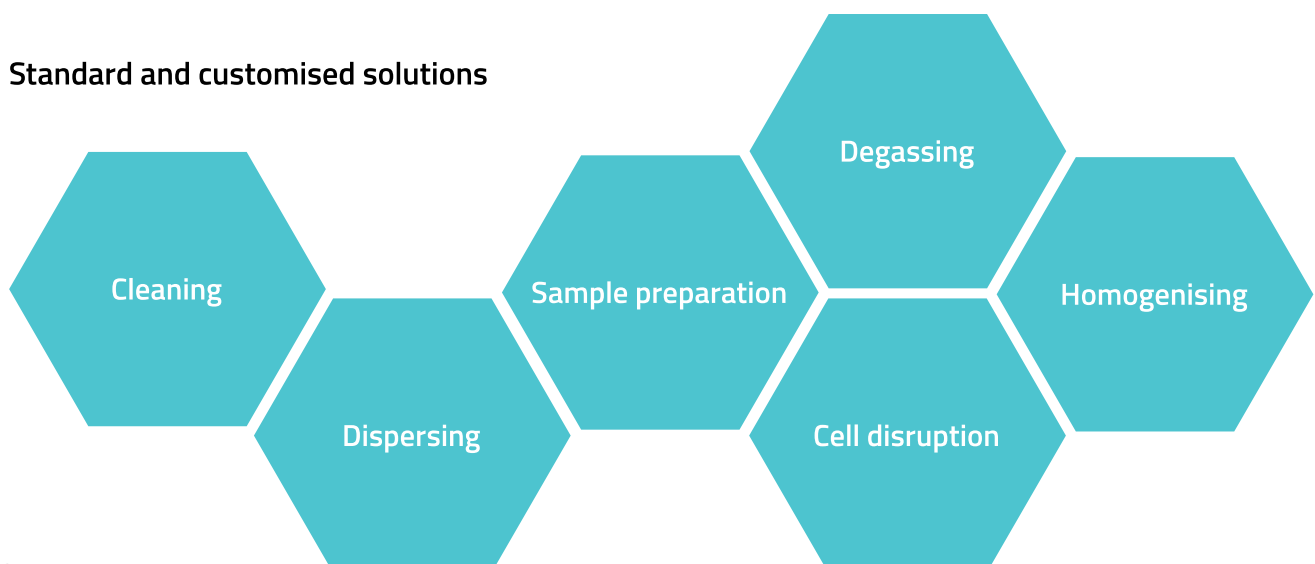 Standard and customised solutions
Degassing
Cleaning
Sample preparation
Homogenising
Dispersing
Cell disruption